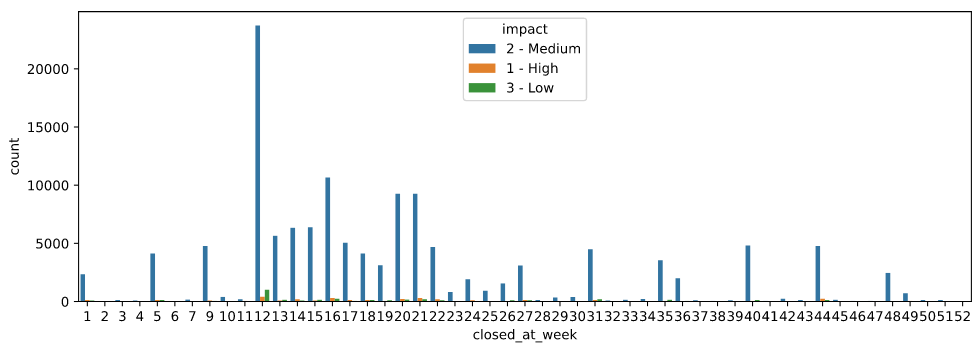 impact
2 - Medium
1 - High
3 - Low
20000
15000
10000
5000
0
count
1 2 3 4 5 6 7 9 10 11 12 13 14 15 16 17 18 19 20 21 22 23 24 25 26 27 28 29 30 31 32 33 34 35 36 37 38 39 40 41 42 43 44 45 46 47 48 49 50 51 52
closed_at_week